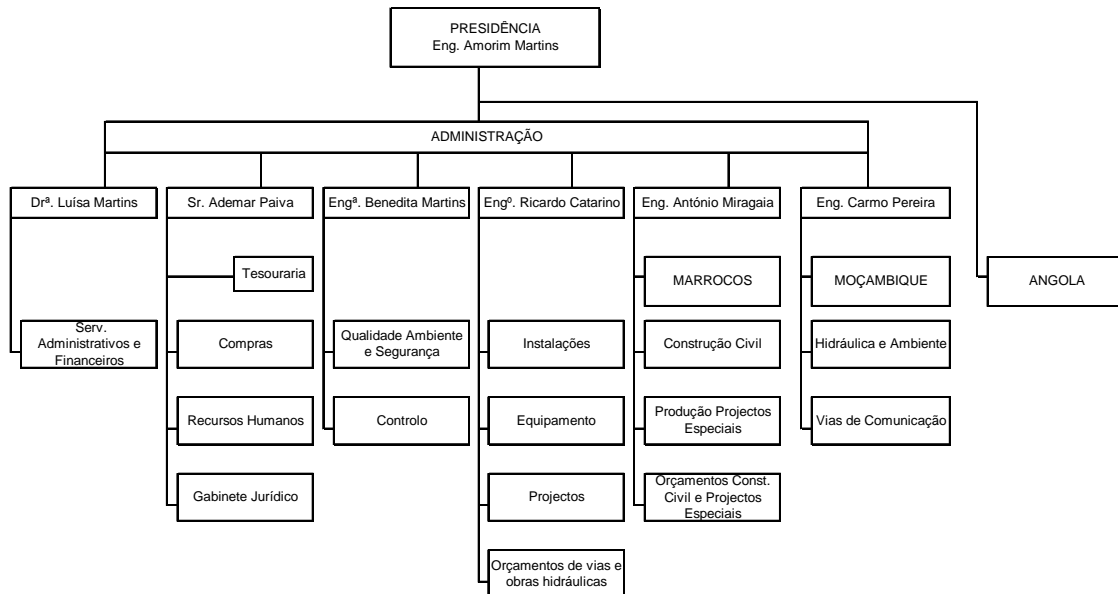 PRESIDÊNCIA
Eng. Amorim Martins
ADMINISTRAÇÃO
Drª. Luísa Martins
Sr. Ademar Paiva
Engª. Benedita Martins
Engº. Ricardo Catarino
Eng. António Miragaia
Eng. Carmo Pereira
Tesouraria
MARROCOS
MOÇAMBIQUE
ANGOLA
Serv.
Administrativos e
Financeiros
Compras
Qualidade Ambiente
e Segurança
Instalações
Construção Civil
Hidráulica e Ambiente
Recursos Humanos
Controlo
Equipamento
Produção Projectos
Especiais
Vias de Comunicação
Gabinete Jurídico
Projectos
Orçamentos Const.
Civil e Projectos
Especiais
Orçamentos de vias e
obras hidráulicas